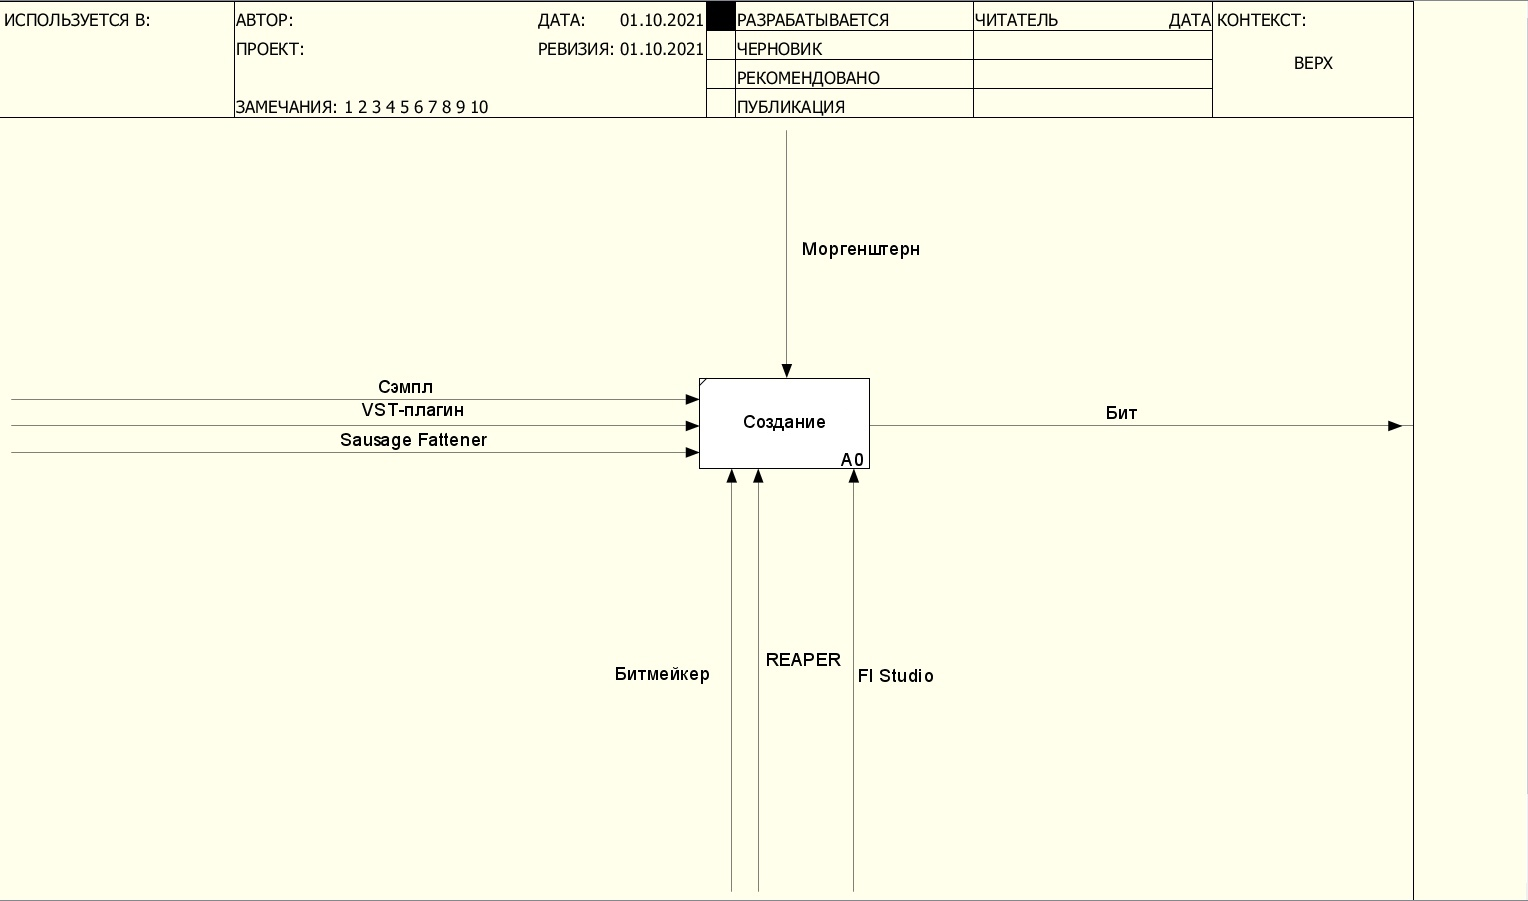 ИСПОЛЬЗУЕТСЯ В:
АВТОР:
ДАТА: 01.10.2021
РАЗРАБАТЫВАЕТСЯ
ЧИТАТЕЛЬ
ДАТА
КОНТЕКСТ:
ПРОЕКТ:
РЕВИЗИЯ: 01.10.2021
ЧЕРНОВИК
ВЕРХ
РЕКОМЕНДОВАНО
ЗАМЕЧАНИЯ: 1 2 3 4 5 6 7 8 9 10
ПУБЛИКАЦИЯ
Моргенштерн
Сэмпл
VST-плагин
Sausage Fattener
Создание
A0
Бит
Битмейкер
REAPER
Fl Studio